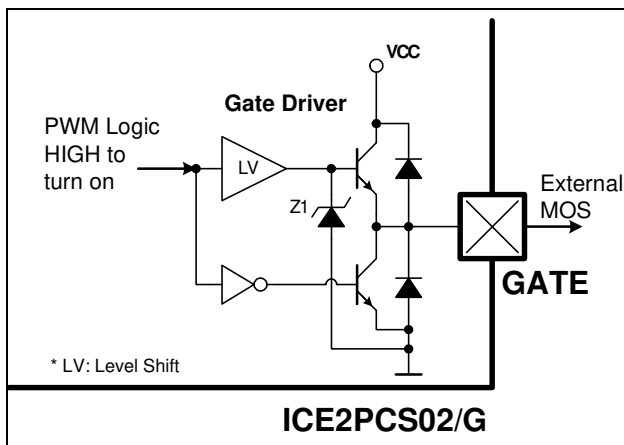 VCC
Gate Driver
PWM Logic
HIGH to
turn on
LV
Z1
External
MOS
GATE
* LV: Level Shift
ICE2PCS02/G